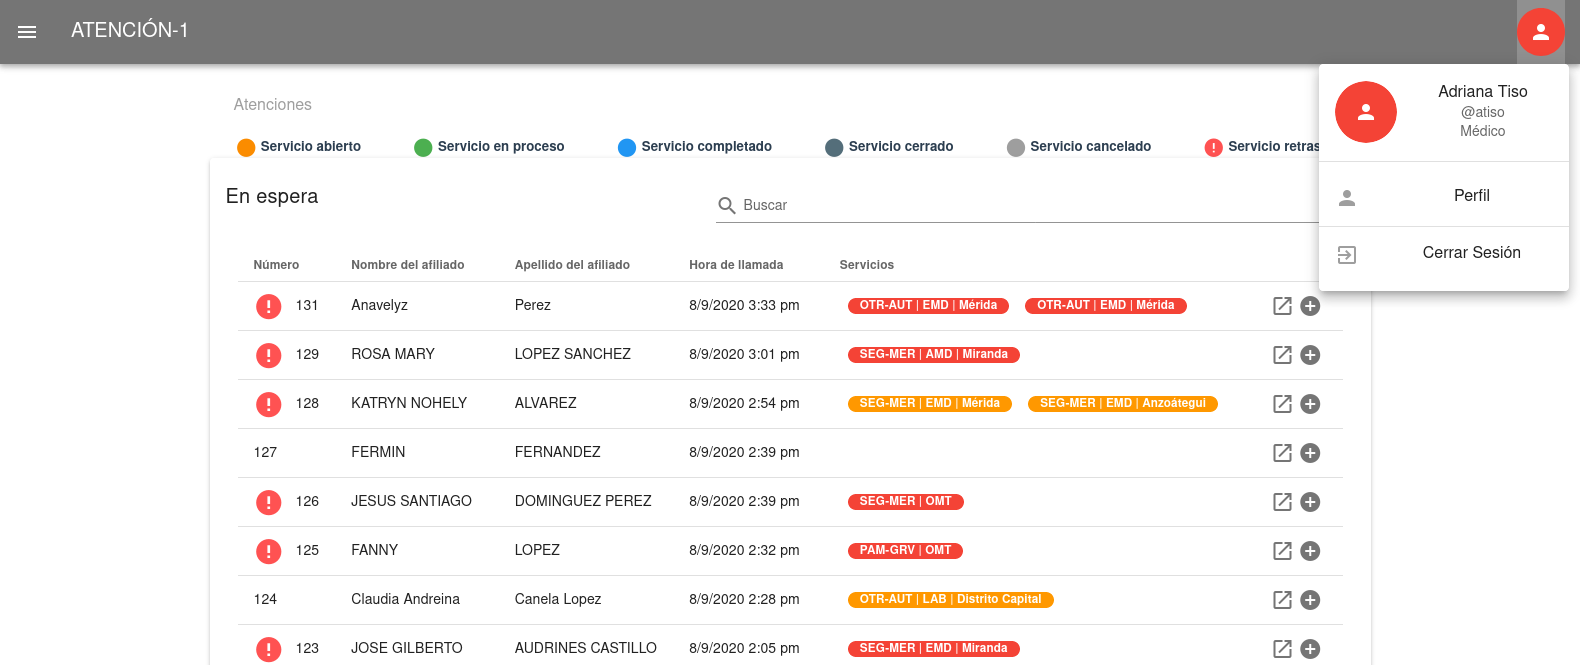 ATENCIÓN-1
Adriana Tiso
@atiso
Médico
Perfil
Cerrar Sesión
Atenciones
Servicio abierto Servicio en proceso Servicio completado Servicio cerrado Servicio cancelado Servicio
En espera
Buscar
Número Nombre del afiliado Apellido del afiliado Hora de llamada Servicios
131 Anavelyz Perez 8/9/2020 3:33 pm OTR-AUT | EMD | Mérida OTR-AUT | EMD | Mérida
129 ROSA MARY LOPEZ SANCHEZ 8/9/2020 3:01 pm SEG-MER | AMD | Miranda
128 KATRYN NOHELY ALVAREZ 8/9/2020 2:54 pm SEG-MER | EMD | Mérida SEG-MER | EMD | Anzoátegui
127 FERMIN FERNANDEZ 8/9/2020 2:39 pm
126 JESUS SANTIAGO DOMINGUEZ PEREZ 8/9/2020 2:39 pm SEG-MER | OMT
125 FANNY LOPEZ 8/9/2020 2:32 pm PAM-GRV | OMT
124 Claudia Andreina Canela Lopez 8/9/2020 2:28 pm OTR-AUT | LAB | Distrito Capital
123 JOSE GILBERTO AUDRINES CASTILLO 8/9/2020 2:05 pm SEG-MER | EMD | Miranda